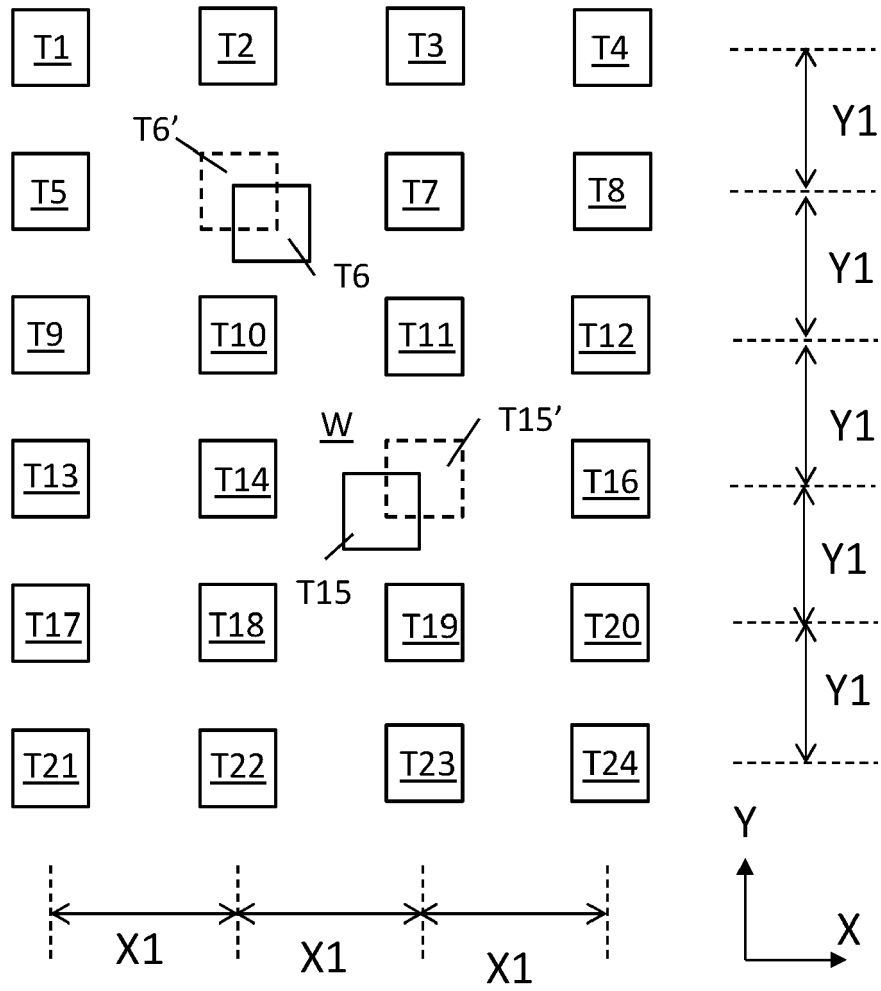 T1 T2 T3 T4
Y1
T6’
T5 T7 T8
T6
Y1
T9 T10 T11 T12
Y1
W T15’
T13 T14 T16
T15
Y1
T17 T18 T19 T20
Y1
T21 T22 T23 T24
Y
X
X1 X1 X1